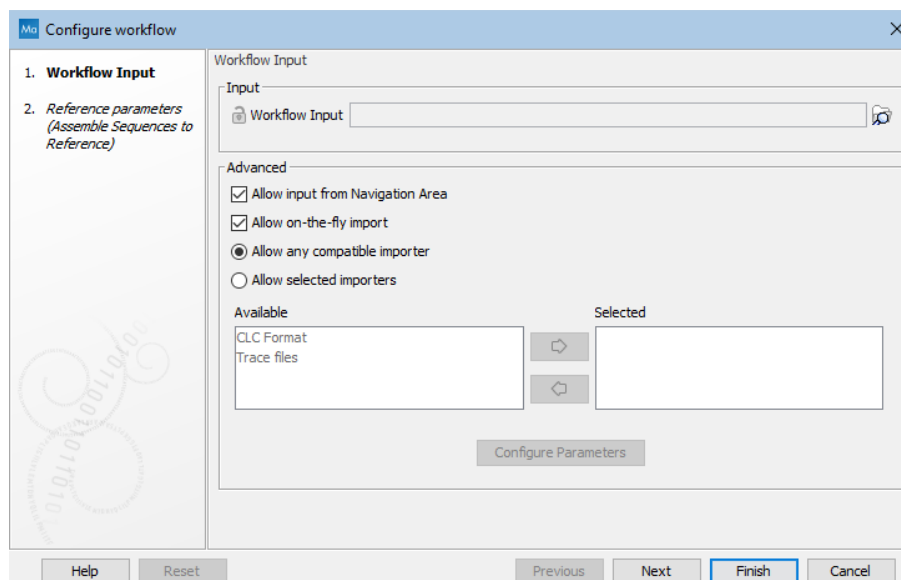 Ma Configure workflow
1. Workflow Input
2. Reference parameters
(Assemble Sequences to
Reference)
Workflow Input
Input
Workflow Input
Advanced
Allow input from Navigation Area
Allow on-the-fly import
Allow any compatible importer
Allow selected importers
Available Selected
CLC Format
Trace files
Configure Parameters
Help Reset Previous Next Finish Cancel